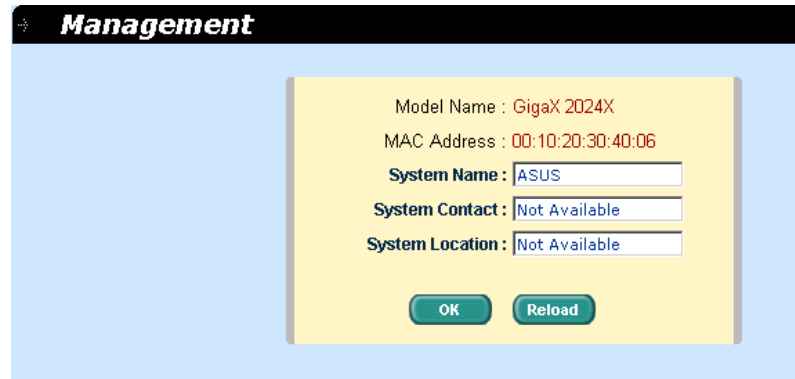 Management
Model Name : GigaX 2024X
MAC Address : 00:10:20:30:40:06
System Name : ASUS
System Contact : Not Available
System Location : Not Available
OK Reload